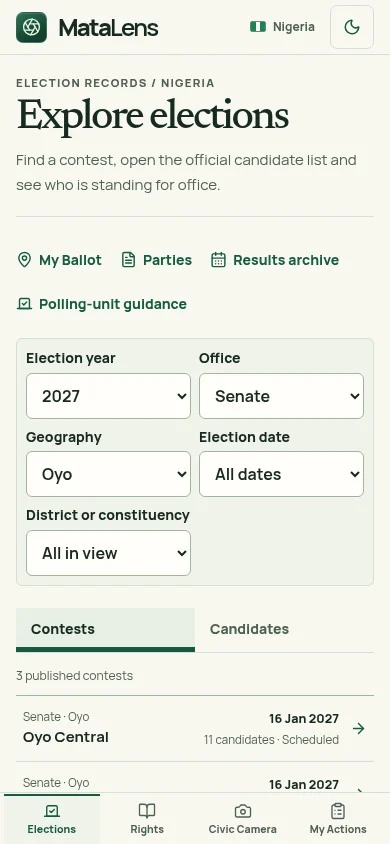 MataLens
Nigeria
ELECTION RECORDS / NIGERIA
Explore elections
Find a contest, open the official candidate list and
see who is standing for office.
My Ballot Parties Results archive
Polling-unit guidance
Election year Office
2027 Senate
Geography Election date
Oyo All dates
District or constituency
All in view
Contests Candidates
3 published contests
Senate · Oyo 16 Jan 2027
Oyo Central 11 candidates · Scheduled
Senate · Oyo 16 Jan 2027
Elections Rights Civic Camera My Actions